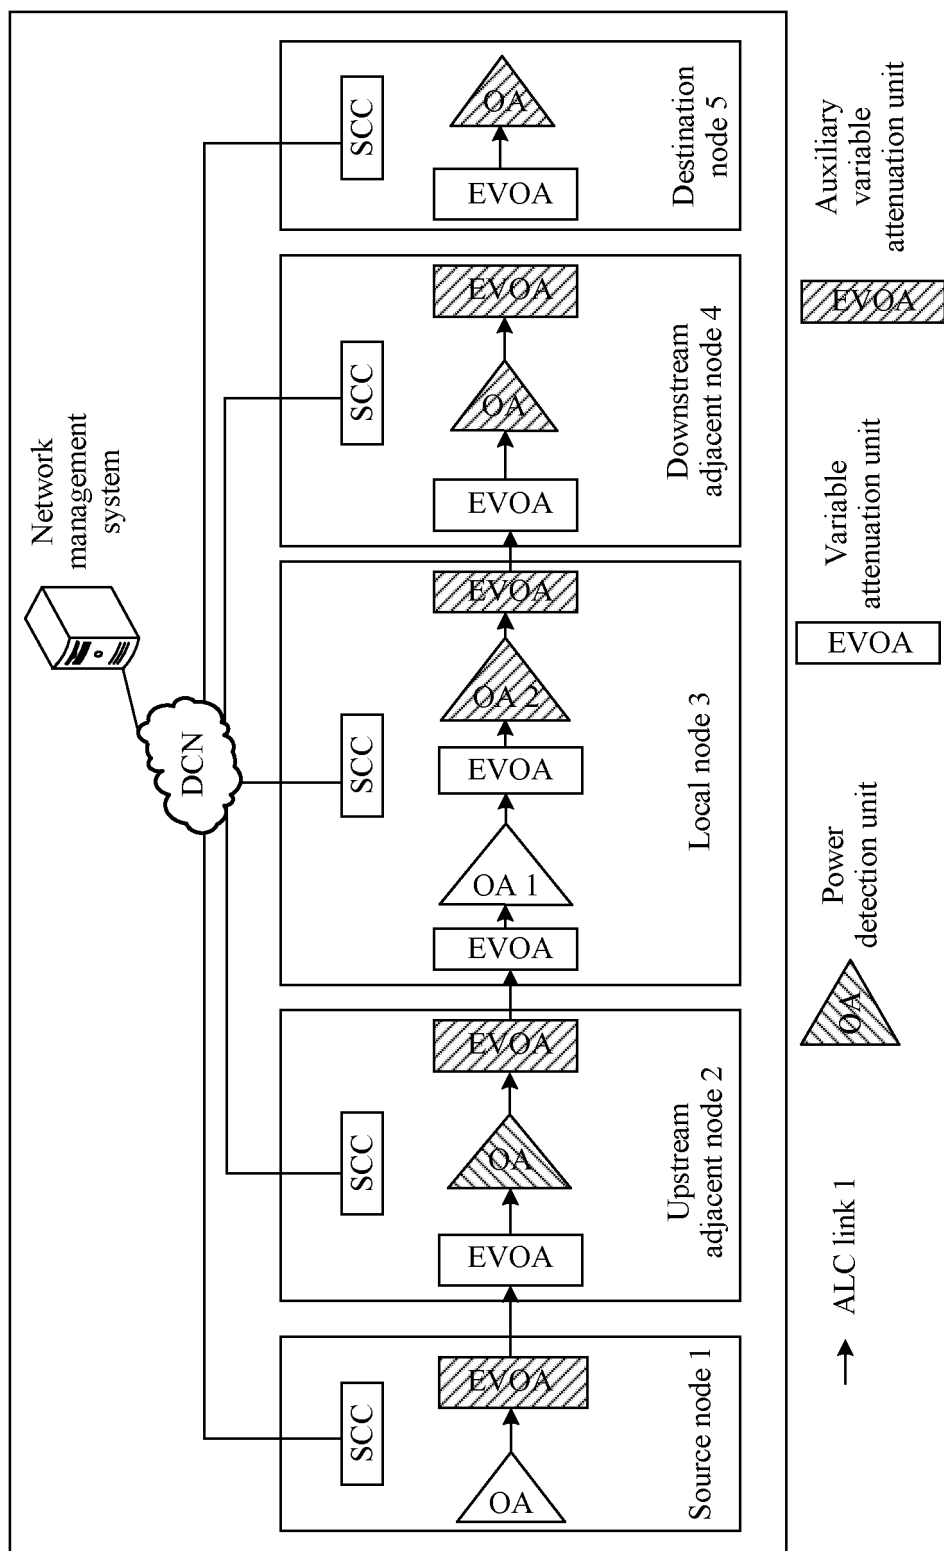 Network
management
system
DCN
SCC
SCC
SCC
SCC
SCC
OA
EVOA
Source node 1
EVOA
OA
EVOA
Upstream
adjacent node 2
EVOA
OA 1
EVOA
OA 2
EVOA
Local node 3
EVOA
OA
EVOA
Downstream
adjacent node 4
EVOA
OA
Destination
node 5
ALC link 1
OA
Power
detection unit
EVOA
Variable
attenuation unit
EVOA
Auxiliary
variable
attenuation unit